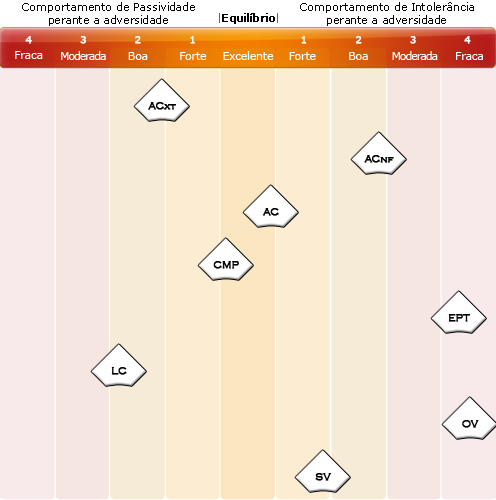 Comportamento de Passividade
perante a adversidade
|Equilíbrio|
Comportamento de Intolerância
perante a adversidade
4 3 2 1 1 2 3 4
Fraca Moderada Boa Forte Excelente Forte Boa Moderada Fraca
ACXT
ACNF
AC
CMP
EPT
LC
OV
SV